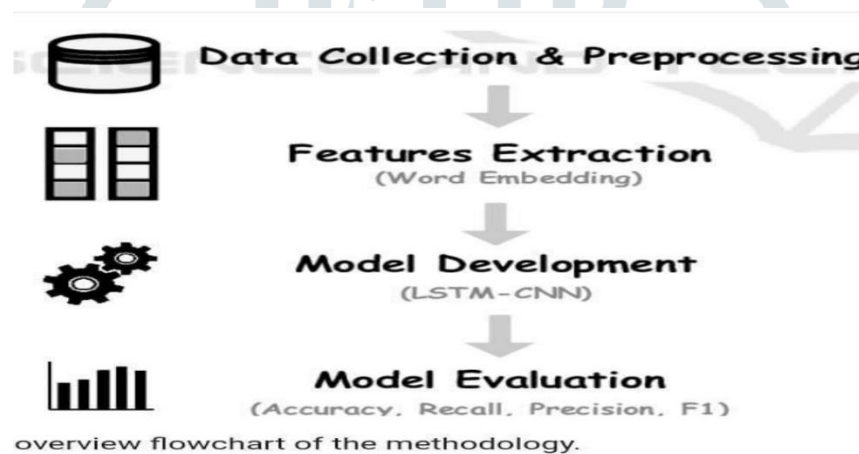 Data Collection & Preprocessing
Features Extraction
(Word Embedding)
Model Development
(LSTM-CNN)
Model Evaluation
(Accuracy, Recall, Precision, F1)
overview flowchart of the methodology.